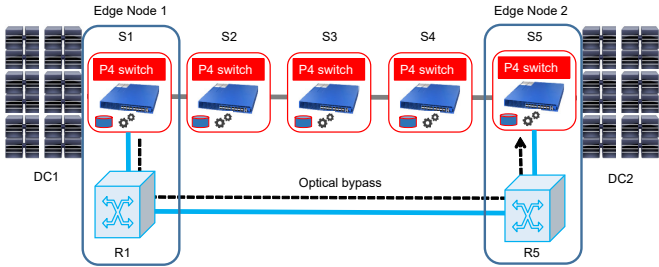 Edge Node 1
Edge Node 2
S1
S2
S3
S4
S5
P4 switch
P4 switch
P4 switch
P4 switch
P4 switch
DC1
DC2
Optical bypass
R1
R5